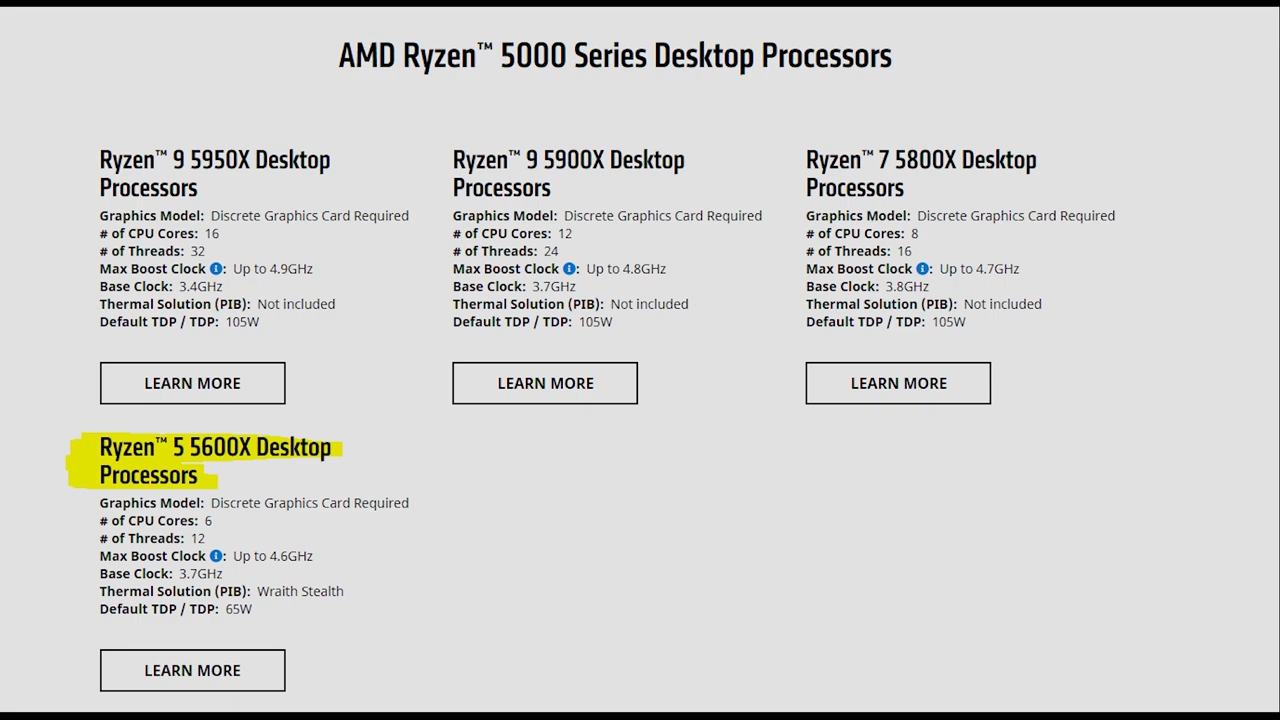 AMD Ryzen™ 5000 Series Desktop Processors
Ryzen™ 9 5950X Desktop
Processors
Graphics Model: Discrete Graphics Card Required
# of CPU Cores: 16
# of Threads: 32
Max Boost Clock i: Up to 4.9GHz
Base Clock: 3.4GHz
Thermal Solution (PIB): Not included
Default TDP / TDP: 105W
LEARN MORE
Ryzen™ 9 5900X Desktop
Processors
Graphics Model: Discrete Graphics Card Required
# of CPU Cores: 12
# of Threads: 24
Max Boost Clock i: Up to 4.8GHz
Base Clock: 3.7GHz
Thermal Solution (PIB): Not included
Default TDP / TDP: 105W
LEARN MORE
Ryzen™ 7 5800X Desktop
Processors
Graphics Model: Discrete Graphics Card Required
# of CPU Cores: 8
# of Threads: 16
Max Boost Clock i: Up to 4.7GHz
Base Clock: 3.8GHz
Thermal Solution (PIB): Not included
Default TDP / TDP: 105W
LEARN MORE
Ryzen™ 5 5600X Desktop
Processors
Graphics Model: Discrete Graphics Card Required
# of CPU Cores: 6
# of Threads: 12
Max Boost Clock i: Up to 4.6GHz
Base Clock: 3.7GHz
Thermal Solution (PIB): Wraith Stealth
Default TDP / TDP: 65W
LEARN MORE